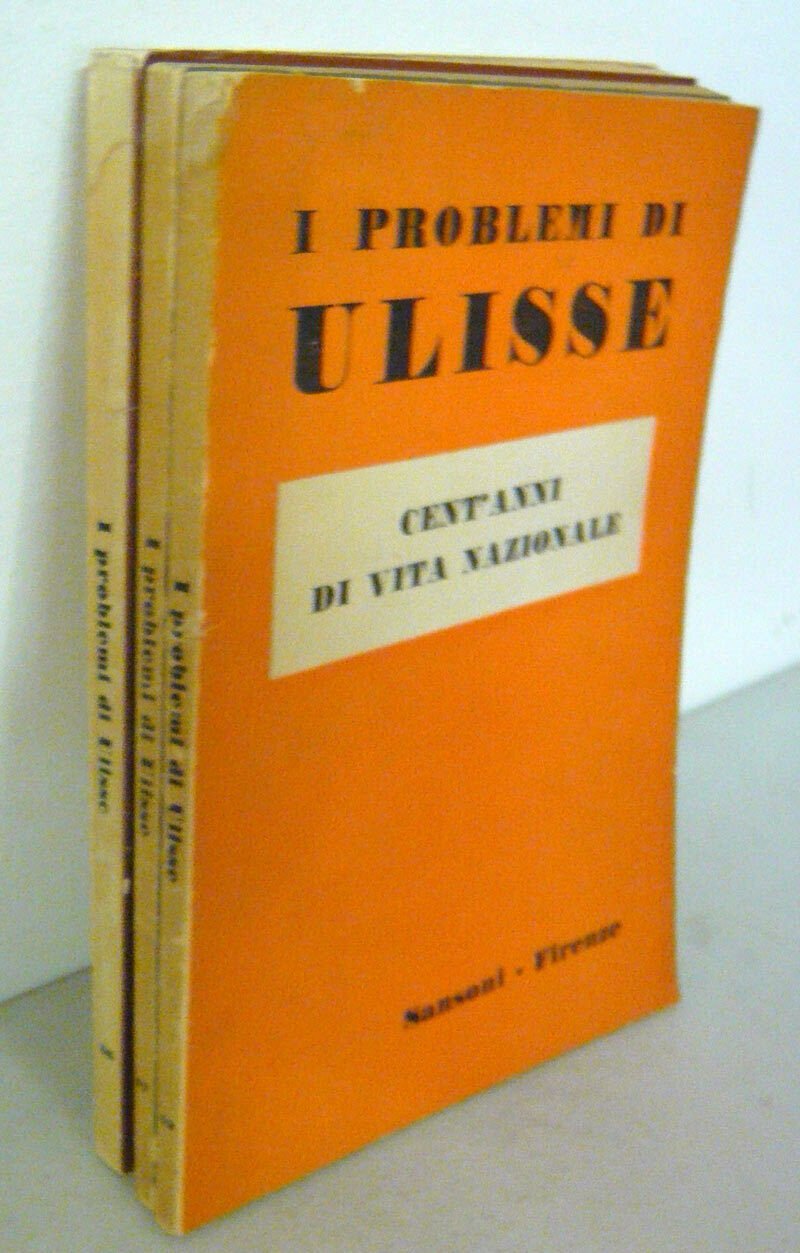 I PROBLEMI DI
ULISSE
CENT'ANNI
DI VITA NAZIONALE
Sansoni - Firenze
I problemi di Ulisse
I problemi di Ulisse
I problemi di Ulisse